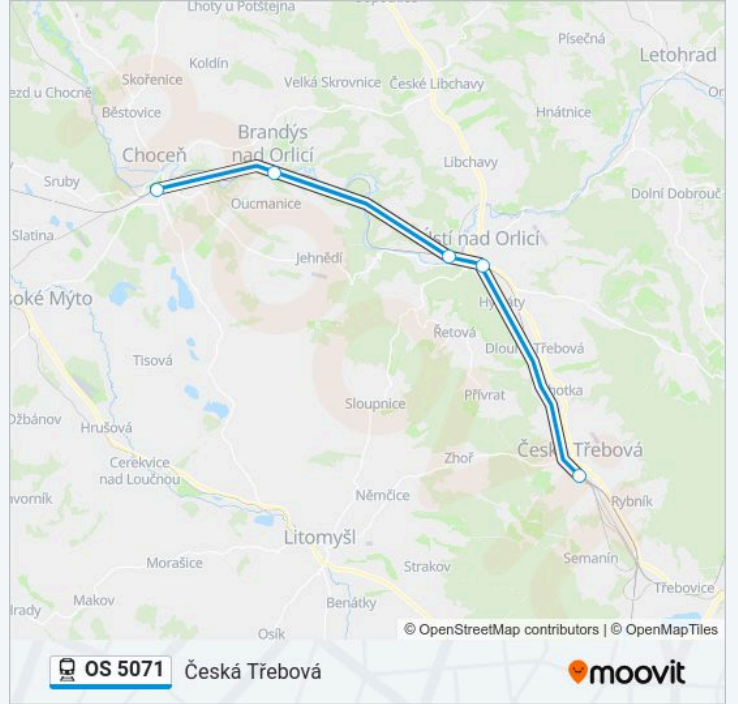 Lhoty u Potštejna
Písečná
Letohrad
Koldín
Skořenice
Velká Skrovnice
České Libchavy
ezd u Chocně
Běstovice
Hnátnice
Brandýs
nad Orlicí
Choceň
Libchavy
Sruby
Dolní Dobrouč
Oucmanice
Slatina
Ústí nad Orlicí
Jehnědí
soké Mýto
Hylváty
Řetová
Dlouhá Třebová
Tisová
Přívrat
hotka
Sloupnice
Džbánov
Hrušová
Česká Třebová
Zhoř
Cerekvice
nad Loučnou
Němčice
Rybník
avorník
Litomyšl
Semanín
Morašice
Strakov
Třebovice
Makov
Benátky
lrady
Osík
© OpenStreetMap contributors | © OpenMapTiles
OS 5071
Česká Třebová
moovit